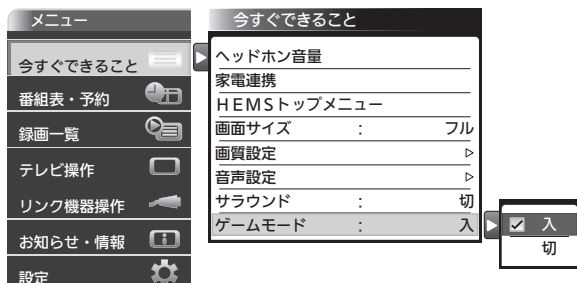 メニュー
今すぐできること
番組表・予約
録画一覧
テレビ操作
リンク機器操作
お知らせ・情報
設定
今すぐできること
ヘッドホン音量
家電連携
HEMSトップメニュー
画面サイズ : フル
画質設定
音声設定
サラウンド : 切
ゲームモード : 入
入
切